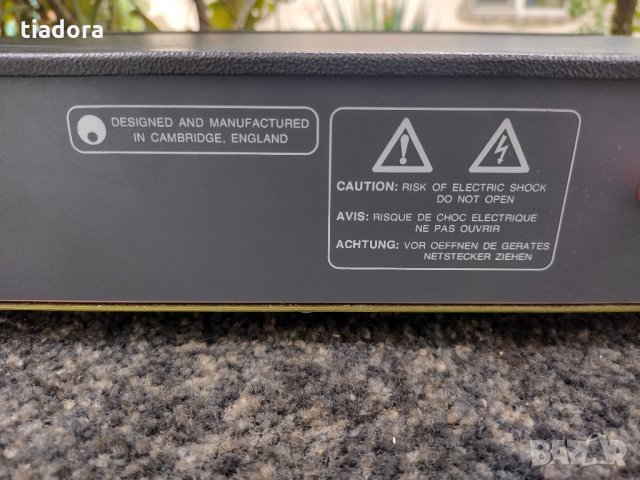 tiadora
DESIGNED AND MANUFACTURED
IN CAMBRIDGE, ENGLAND
CAUTION: RISK OF ELECTRIC SHOCK
DO NOT OPEN
AVIS: RISQUE DE CHOC ELECTRIQUE
NE PAS OUVRIR
ACHTUNG: VOR OEFFNEN DE GERATES
NETSTECKER ZIEHEN
BAZAR